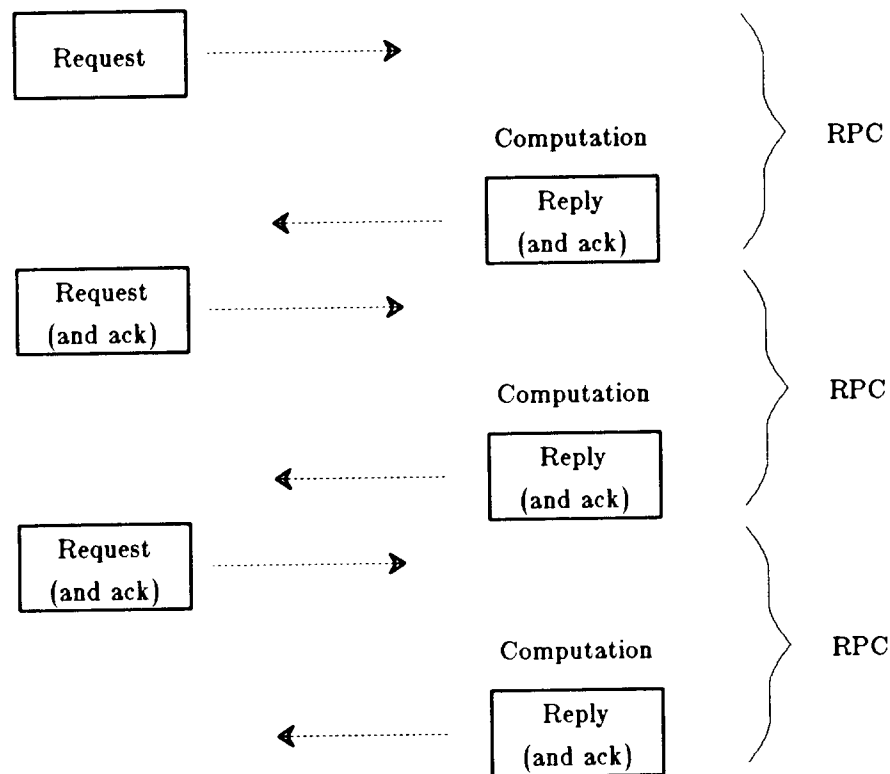 Request
Computation
RPC
Reply
(and ack)
Request
(and ack)
Computation
RPC
Reply
(and ack)
Request
(and ack)
Computation
RPC
Reply
(and ack)